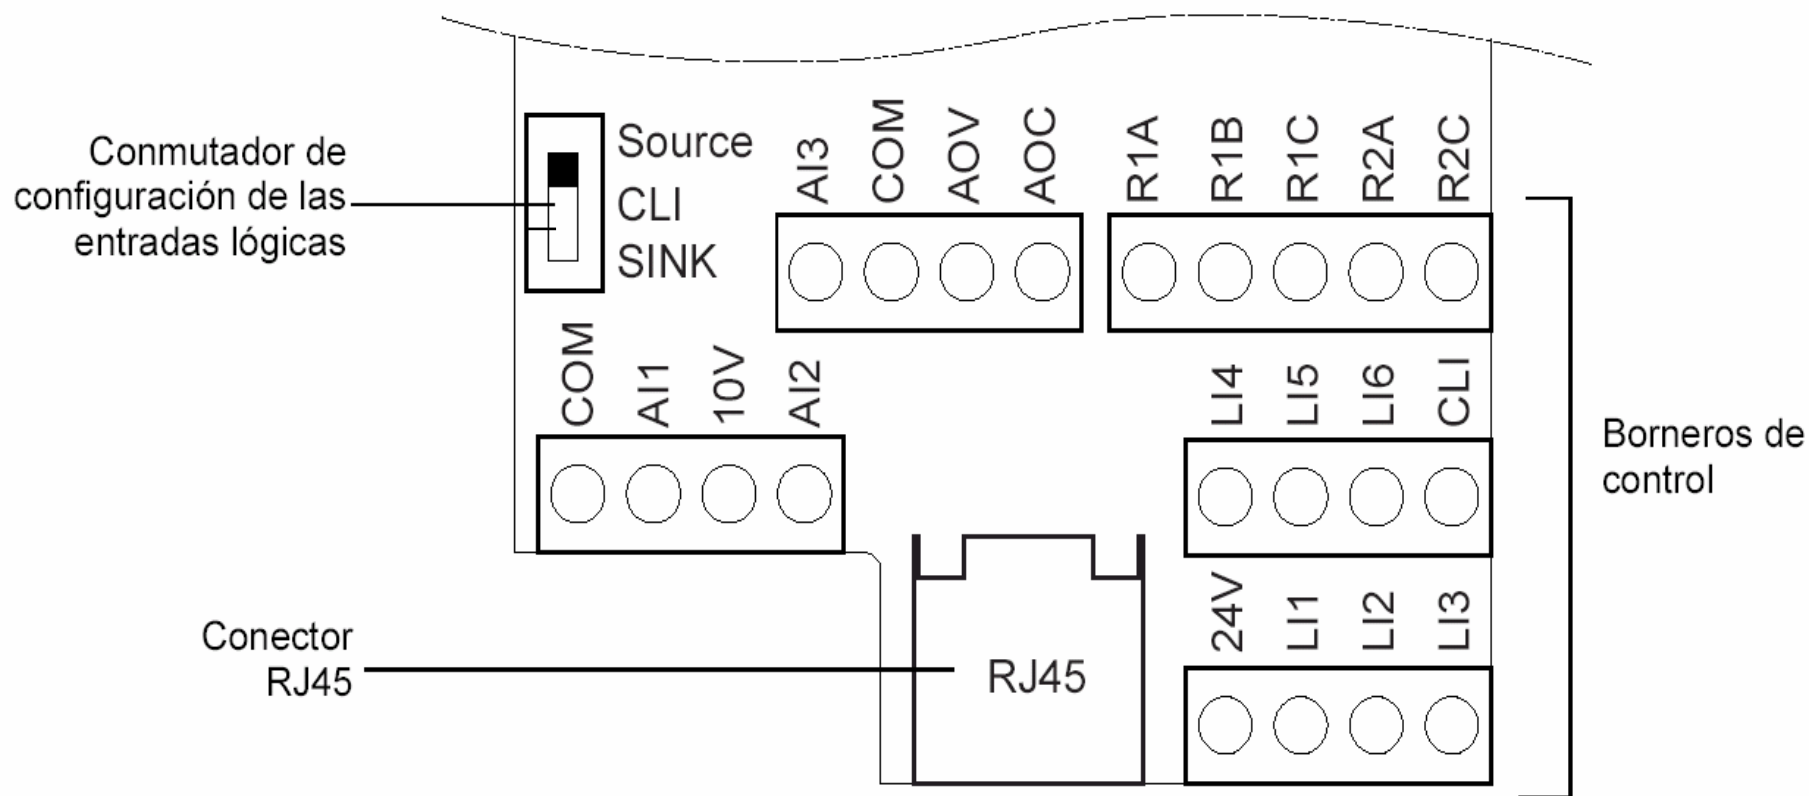 Conmutador de
configuración de las
entradas lógicas
Source
CLI
SINK
AI3
COM
AOV
AOC
R1A
R1B
R1C
R2A
R2C
COM
AI1
10V
AI2
LI4
LI5
LI6
CLI
Borneros de
control
24V
LI1
LI2
LI3
Conector
RJ45
RJ45